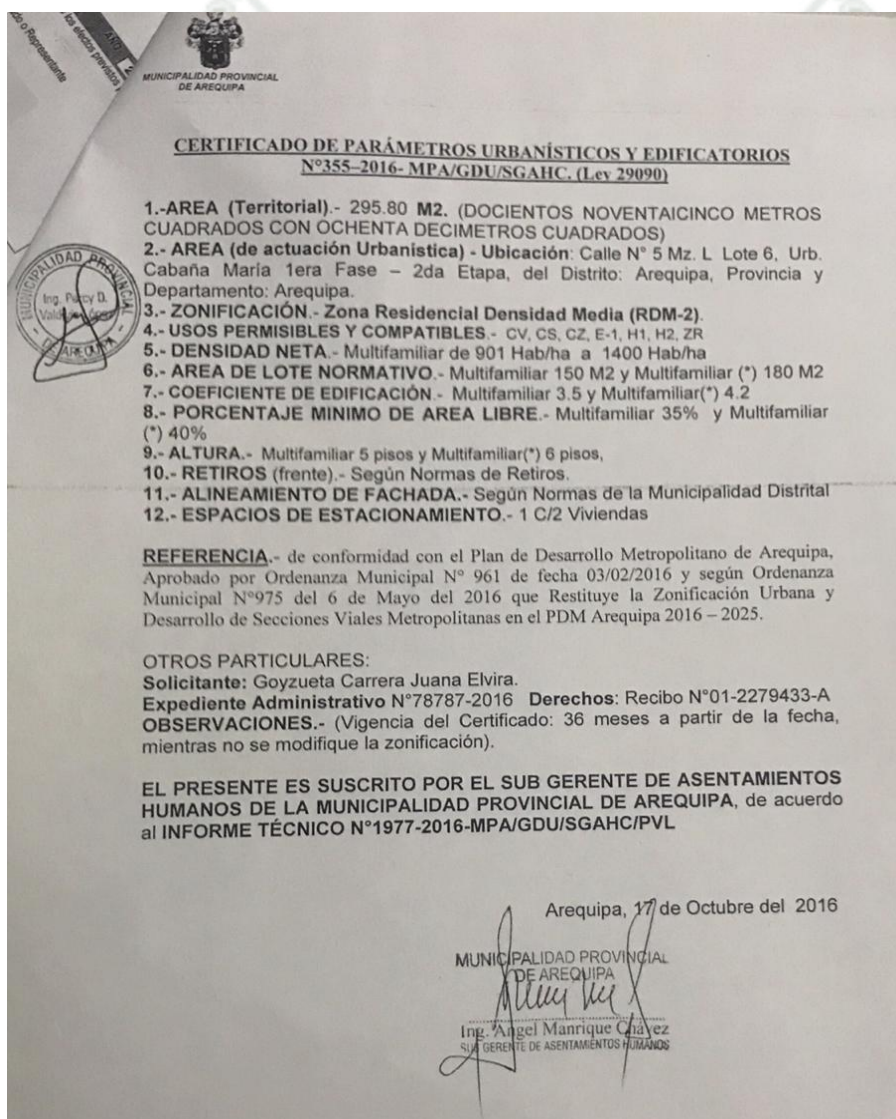 o Representante
los efectos previstos
AÑO 2
MUNICIPALIDAD PROVINCIAL
DE AREQUIPA
CERTIFICADO DE PARÁMETROS URBANÍSTICOS Y EDIFICATORIOS
N°355–2016- MPA/GDU/SGAHC. (Ley 29090)
1.-AREA (Territorial).- 295.80 M2. (DOCIENTOS NOVENTAICINCO METROS
CUADRADOS CON OCHENTA DECIMETROS CUADRADOS)
2.- AREA (de actuación Urbanistica) - Ubicación: Calle N° 5 Mz. L Lote 6, Urb.
Cabaña María 1era Fase – 2da Etapa, del Distrito: Arequipa, Provincia y
Departamento: Arequipa.
3.- ZONIFICACIÓN.- Zona Residencial Densidad Media (RDM-2).
4.- USOS PERMISIBLES Y COMPATIBLES.- CV, CS, CZ, E-1, H1, H2, ZR
5.- DENSIDAD NETA.- Multifamiliar de 901 Hab/ha a 1400 Hab/ha
6.- AREA DE LOTE NORMATIVO.- Multifamiliar 150 M2 y Multifamiliar (*) 180 M2
7.- COEFICIENTE DE EDIFICACIÓN.- Multifamiliar 3.5 y Multifamiliar(*) 4.2
8.- PORCENTAJE MINIMO DE AREA LIBRE.- Multifamiliar 35% y Multifamiliar
(*) 40%
9.- ALTURA.- Multifamiliar 5 pisos y Multifamiliar(*) 6 pisos,
10.- RETIROS (frente).- Según Normas de Retiros.
11.- ALINEAMIENTO DE FACHADA.- Según Normas de la Municipalidad Distrital
12.- ESPACIOS DE ESTACIONAMIENTO.- 1 C/2 Viviendas
MUNICIPALIDAD PROVINCIAL
Ing. Percy D.
DE AREQUIPA
REFERENCIA.- de conformidad con el Plan de Desarrollo Metropolitano de Arequipa,
Aprobado por Ordenanza Municipal N° 961 de fecha 03/02/2016 y según Ordenanza
Municipal N°975 del 6 de Mayo del 2016 que Restituye la Zonificación Urbana y
Desarrollo de Secciones Viales Metropolitanas en el PDM Arequipa 2016 – 2025.
OTROS PARTICULARES:
Solicitante: Goyzueta Carrera Juana Elvira.
Expediente Administrativo N°78787-2016 Derechos: Recibo N°01-2279433-A
OBSERVACIONES.- (Vigencia del Certificado: 36 meses a partir de la fecha,
mientras no se modifique la zonificación).
EL PRESENTE ES SUSCRITO POR EL SUB GERENTE DE ASENTAMIENTOS
HUMANOS DE LA MUNICIPALIDAD PROVINCIAL DE AREQUIPA, de acuerdo
al INFORME TÉCNICO N°1977-2016-MPA/GDU/SGAHC/PVL
Arequipa, 17 de Octubre del 2016
MUNICIPALIDAD PROVINCIAL
DE AREQUIPA
Ing. Angel Manrique Chávez
SUB GERENTE DE ASENTAMIENTOS HUMANOS